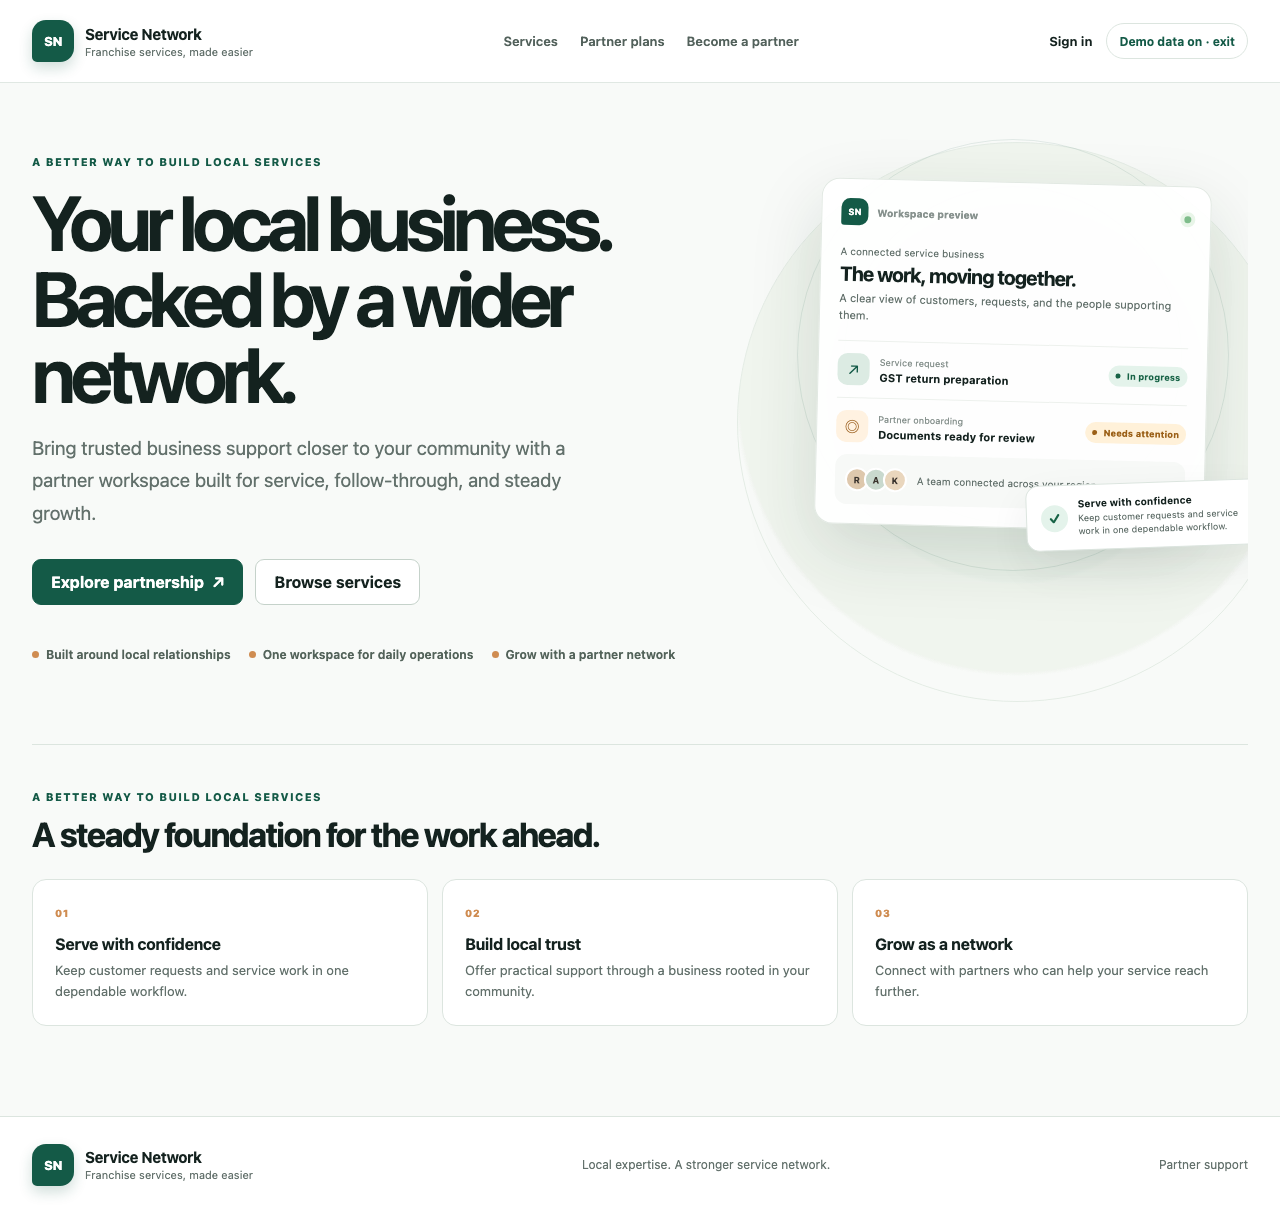 SN
Service Network
Franchise services, made easier
Services
Partner plans
Become a partner
Sign in
Demo data on · exit
A BETTER WAY TO BUILD LOCAL SERVICES
Your local business.
Backed by a wider
network.
Bring trusted business support closer to your community with a
partner workspace built for service, follow-through, and steady
growth.
Explore partnership
Browse services
Built around local relationships
One workspace for daily operations
Grow with a partner network
SN
Workspace preview
A connected service business
The work, moving together.
A clear view of customers, requests, and the people supporting
them.
Service request
GST return preparation
In progress
Partner onboarding
Documents ready for review
Needs attention
R
A
K
A team connected across your
Serve with confidence
Keep customer requests and service
work in one dependable workflow.
A BETTER WAY TO BUILD LOCAL SERVICES
A steady foundation for the work ahead.
01
Serve with confidence
Keep customer requests and service work in one
dependable workflow.
02
Build local trust
Offer practical support through a business rooted in your
community.
03
Grow as a network
Connect with partners who can help your service reach
further.
SN
Service Network
Franchise services, made easier
Local expertise. A stronger service network.
Partner support